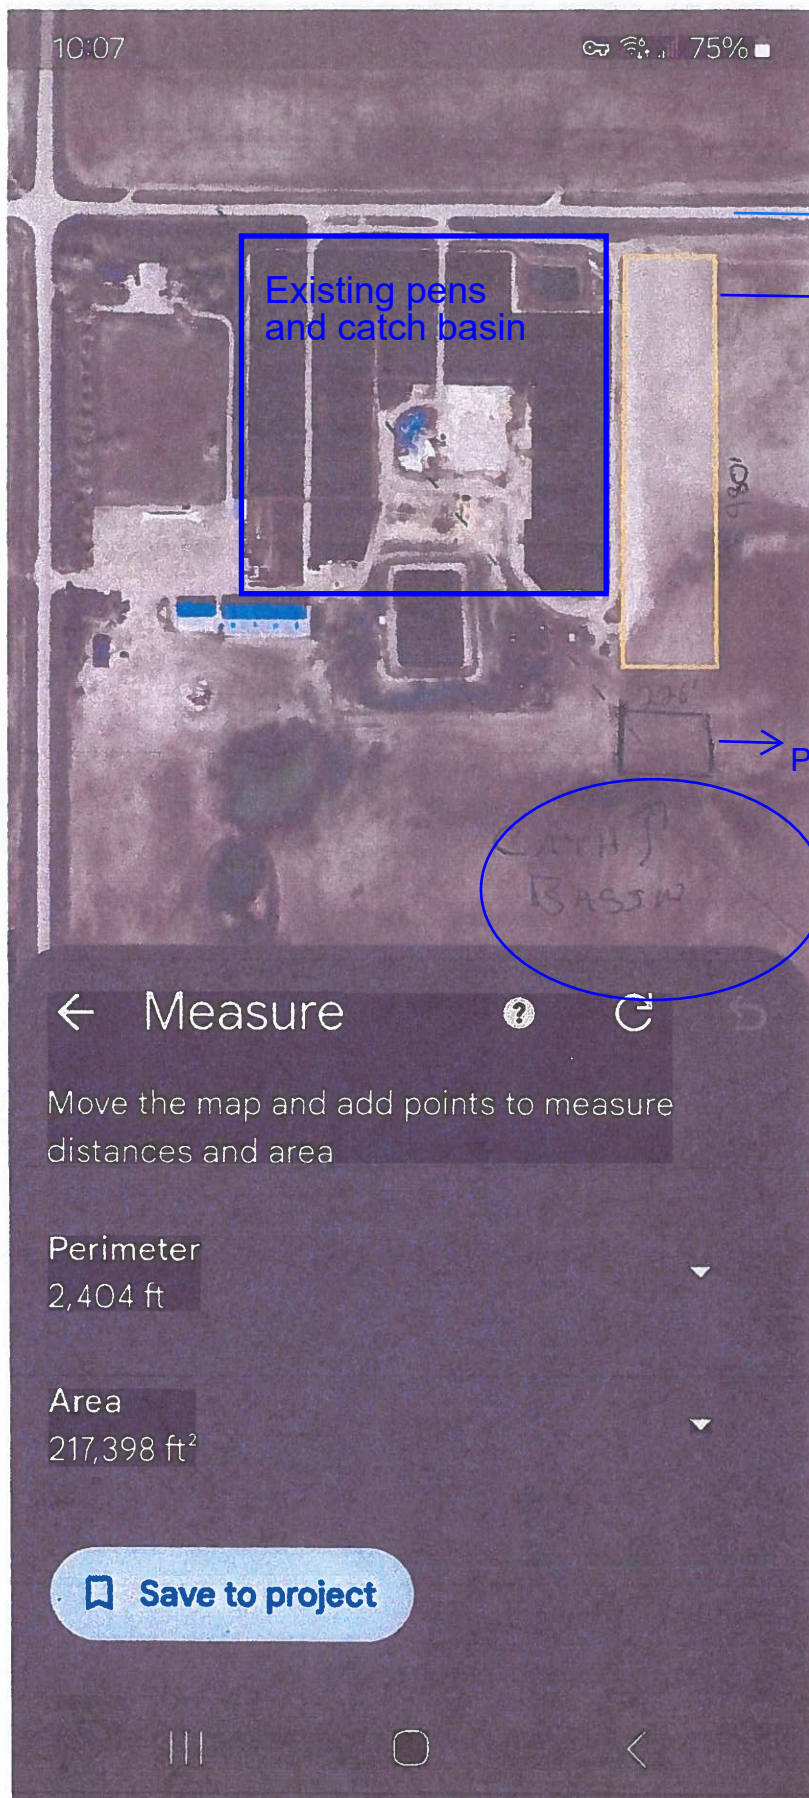 10:07
75%
Existing pens
and catch basin
980'
226'
P
CATCH
BASIN
Measure
Move the map and add points to measure
distances and area
Perimeter
2,404 ft
Area
217,398 ft²
Save to project